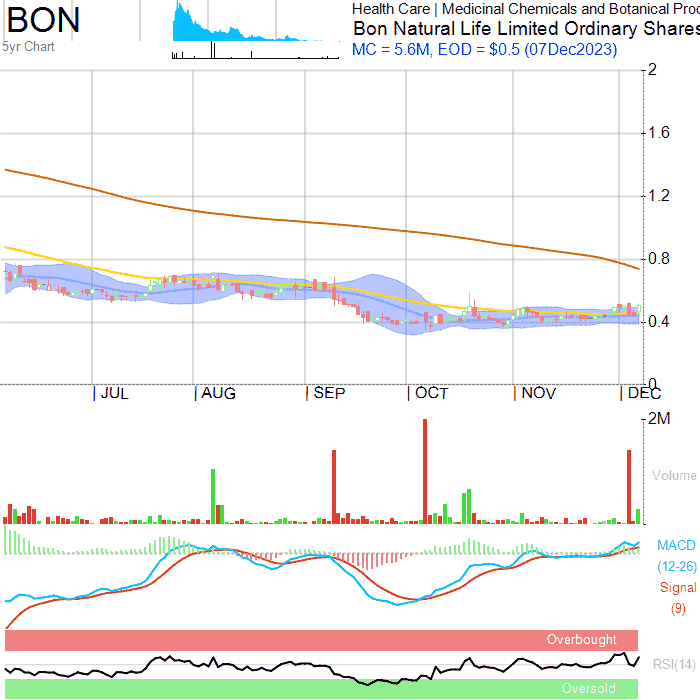 BON
5yr Chart
Health Care | Medicinal Chemicals and Botanical Proc
Bon Natural Life Limited Ordinary Shares
MC = 5.6M, EOD = $0.5 (07Dec2023)
2
1.6
1.2
0.8
0.4
0
JUL AUG SEP OCT NOV DEC
2M
Volume
MACD
(12-26)
Signal
(9)
Overbought
RSI(14)
Oversold